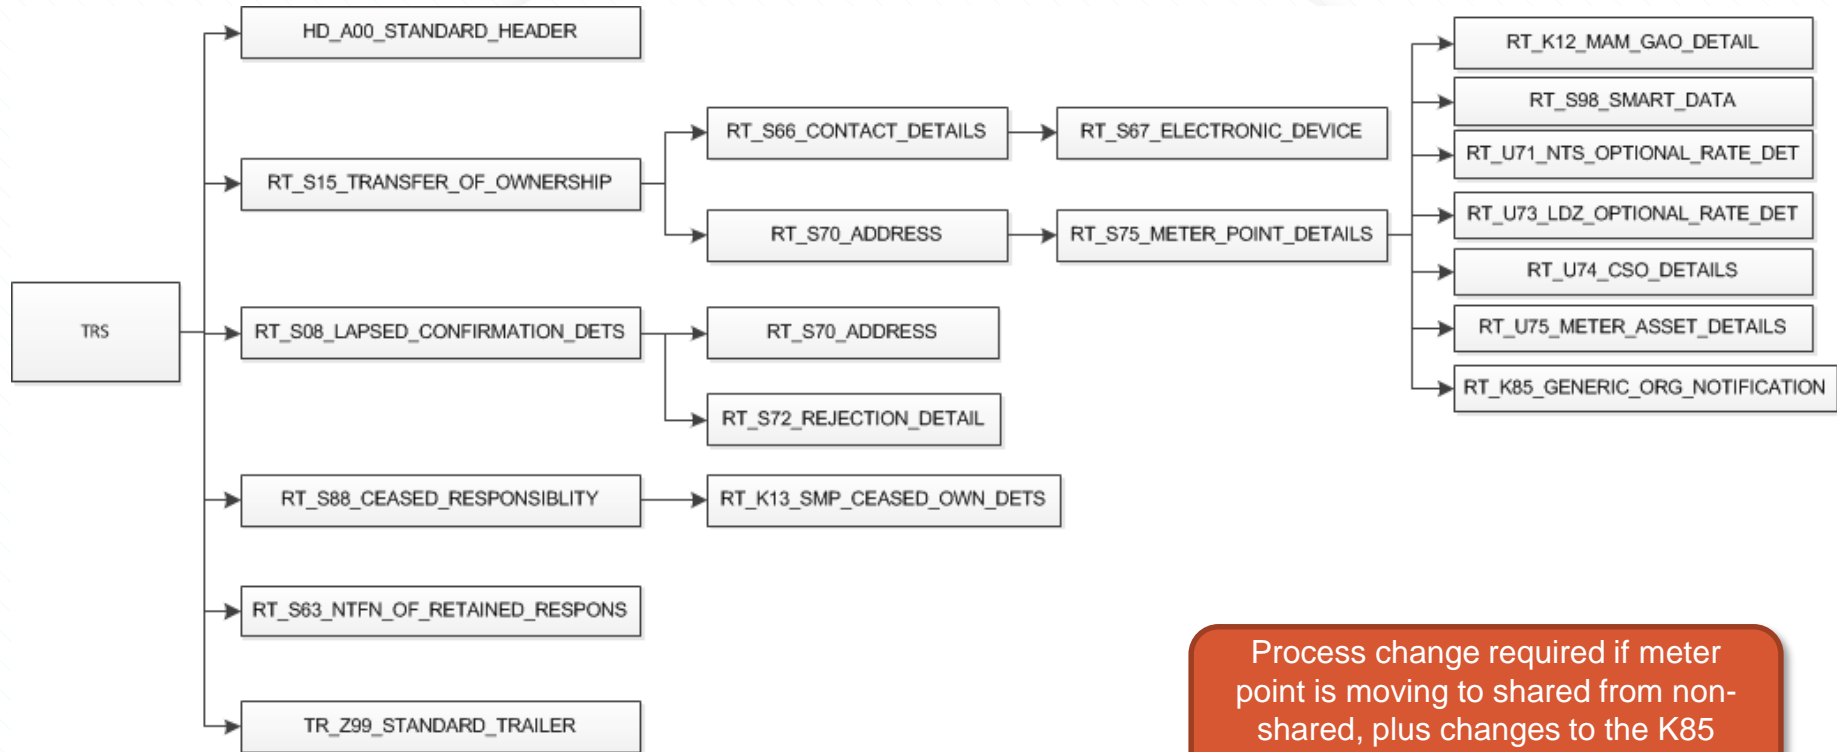 HD_A00_STANDARD_HEADER
RT_K12_MAM_GAO_DETAIL
RT_S98_SMART_DATA
RT_S66_CONTACT_DETAILS
RT_S67_ELECTRONIC_DEVICE
RT_U71_NTS_OPTIONAL_RATE_DET
RT_S15_TRANSFER_OF_OWNERSHIP
RT_U73_LDZ_OPTIONAL_RATE_DET
RT_S70_ADDRESS
RT_S75_METER_POINT_DETAILS
RT_U74_CSO_DETAILS
TRS
RT_S08_LAPSED_CONFIRMATION_DETS
RT_S70_ADDRESS
RT_U75_METER_ASSET_DETAILS
RT_K85_GENERIC_ORG_NOTIFICATION
RT_S72_REJECTION_DETAIL
RT_S88_CEASED_RESPONSIBLITY
RT_K13_SMP_CEASED_OWN_DETS
RT_S63_NTFN_OF_RETAINED_RESPONS
TR_Z99_STANDARD_TRAILER
Process change required if meter
point is moving to shared from non-
shared, plus changes to the K85